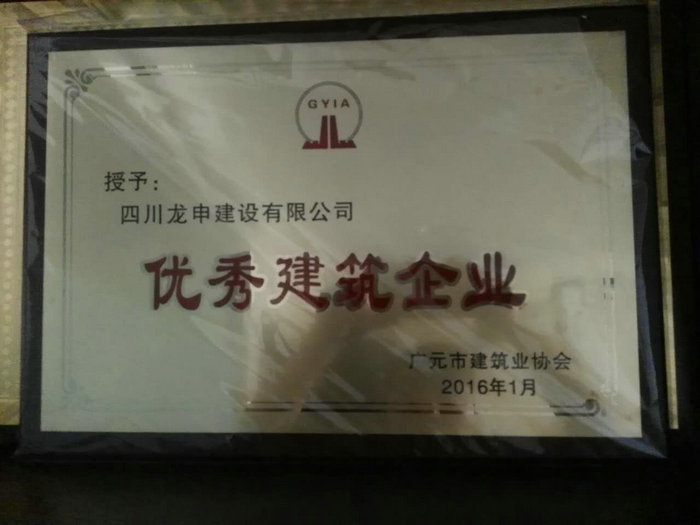 GYIA
授予：
四川龙申建设有限公司
优秀建筑企业
广元市建筑业协会
2016年1月